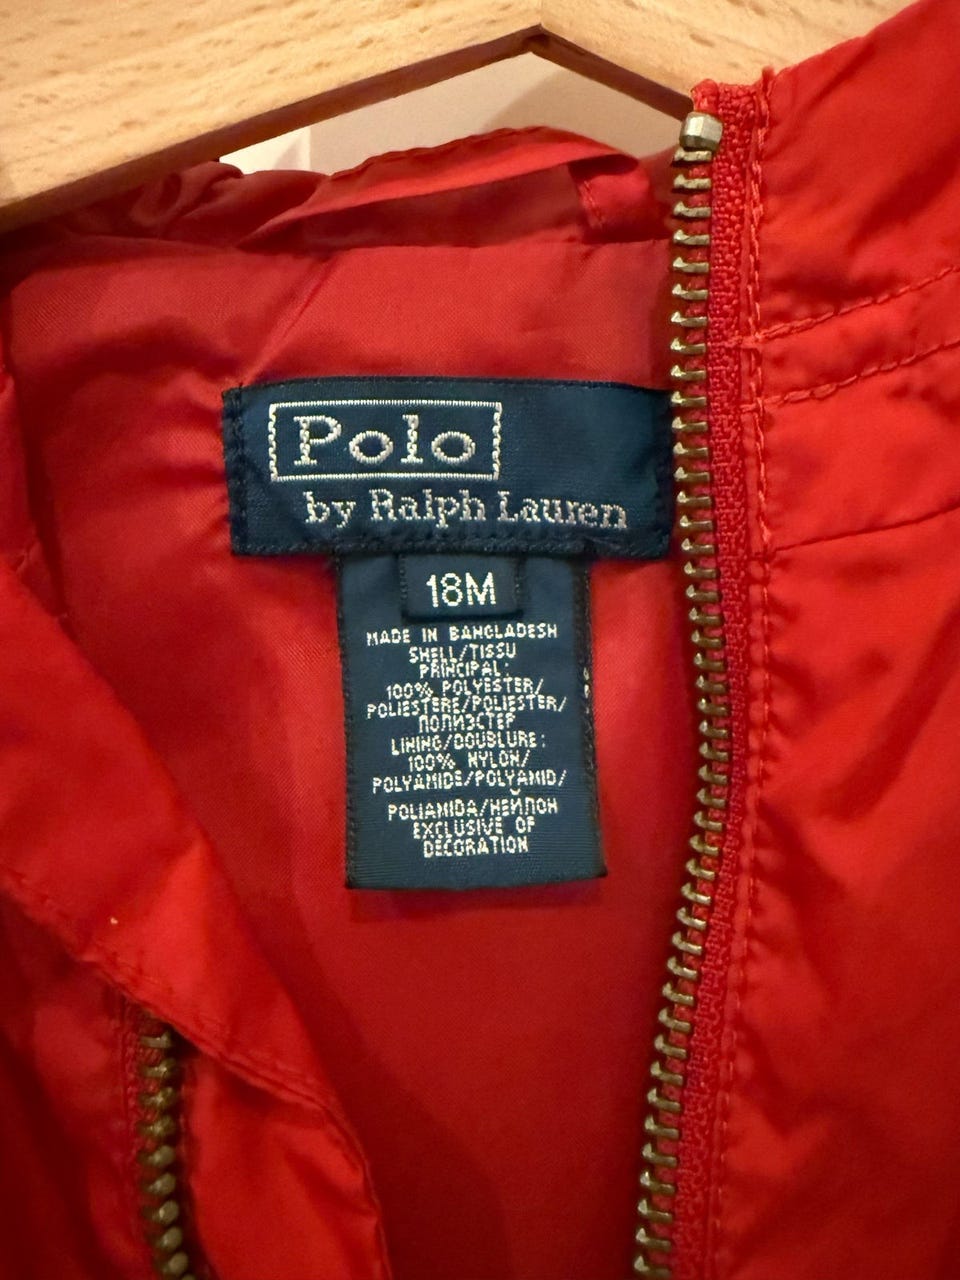 Polo
by Ralph Lauren
18M
MADE IN BANGLADESH
SHELL/TISSU
PRINCIPAL:
100% POLYESTER/
POLIESTERE/POLIESTER/
ПОЛИЭСТЕР
LINING/DOUBLURE:
100% NYLON/
POLYAMIDE/POLYAMID/
POLIAMIDA/НЕЙЛОН
EXCLUSIVE OF
DECORATION